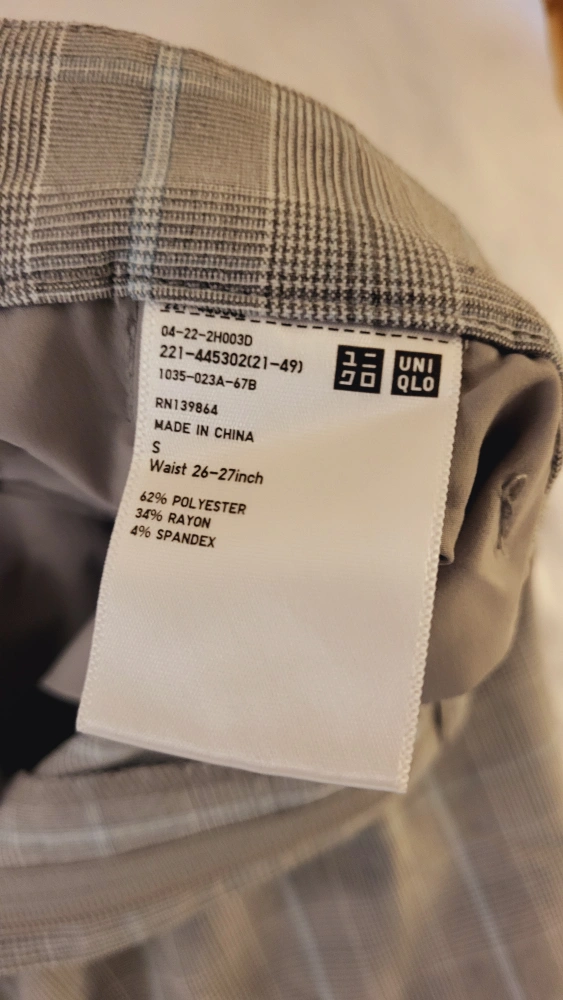 04-22-2H003D
221-445302(21-49)
1035-023A-67B
ユニ
クロ
UNI
QLO
RN139864
MADE IN CHINA
S
Waist 26-27inch
62% POLYESTER
34% RAYON
4% SPANDEX